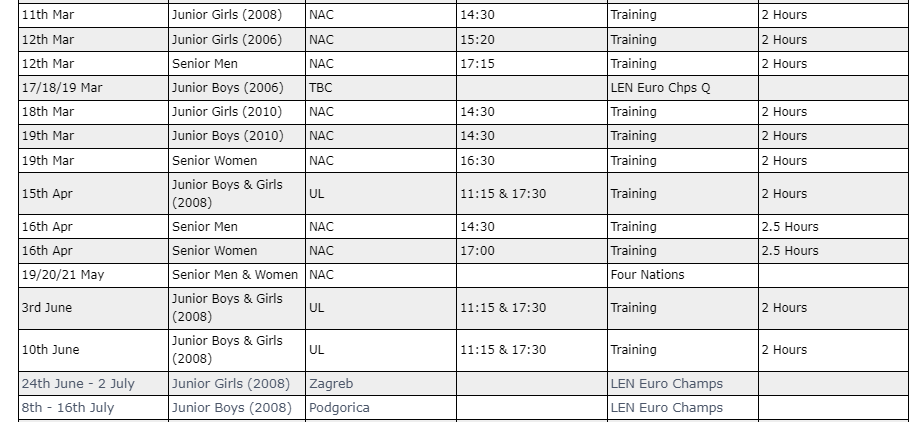 11th Mar Junior Girls (2008) NAC 14:30 Training 2 Hours
12th Mar Junior Girls (2006) NAC 15:20 Training 2 Hours
12th Mar Senior Men NAC 17:15 Training 2 Hours
17/18/19 Mar Junior Boys (2006) TBC LEN Euro Chps Q
18th Mar Junior Girls (2010) NAC 14:30 Training 2 Hours
19th Mar Junior Boys (2010) NAC 14:30 Training 2 Hours
19th Mar Senior Women NAC 16:30 Training 2 Hours
15th Apr Junior Boys & Girls (2008) UL 11:15 & 17:30 Training 2 Hours
16th Apr Senior Men NAC 14:30 Training 2.5 Hours
16th Apr Senior Women NAC 17:00 Training 2.5 Hours
19/20/21 May Senior Men & Women NAC Four Nations
3rd June Junior Boys & Girls (2008) UL 11:15 & 17:30 Training 2 Hours
10th June Junior Boys & Girls (2008) UL 11:15 & 17:30 Training 2 Hours
24th June - 2 July Junior Girls (2008) Zagreb LEN Euro Champs
8th - 16th July Junior Boys (2008) Podgorica LEN Euro Champs